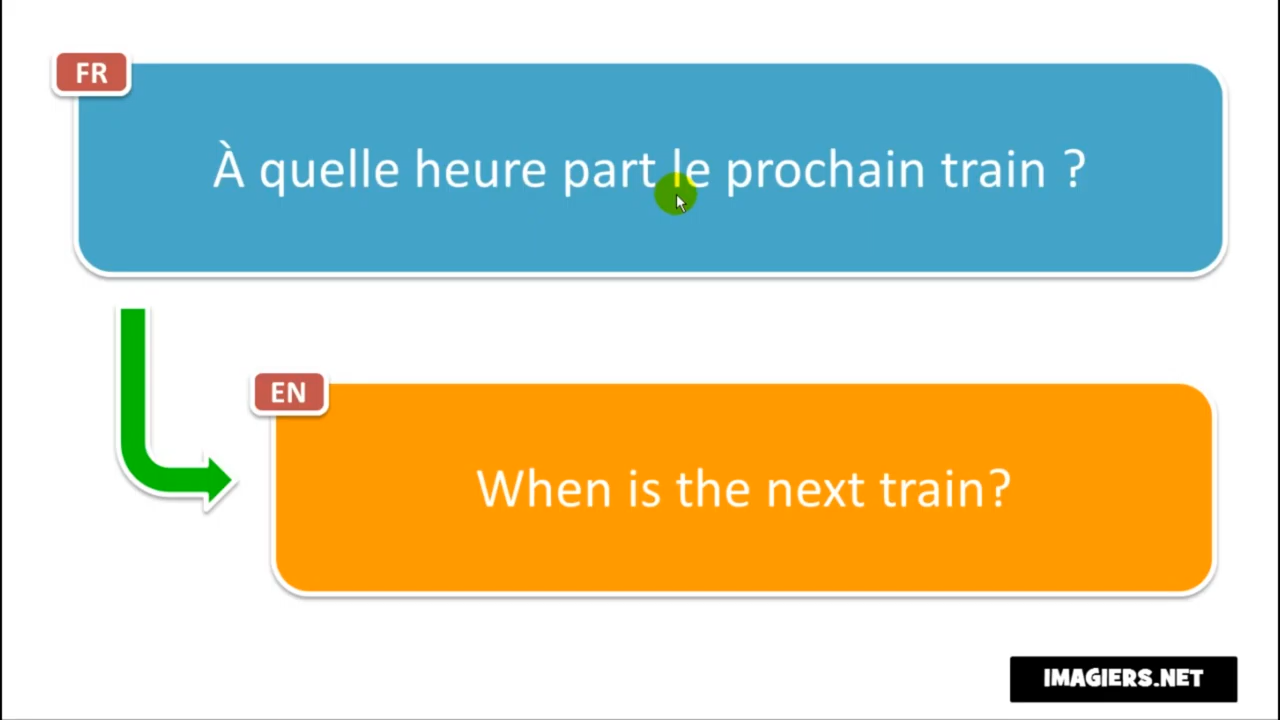 FR
À quelle heure part le prochain train ?
EN
When is the next train?
IMAGIERS.NET